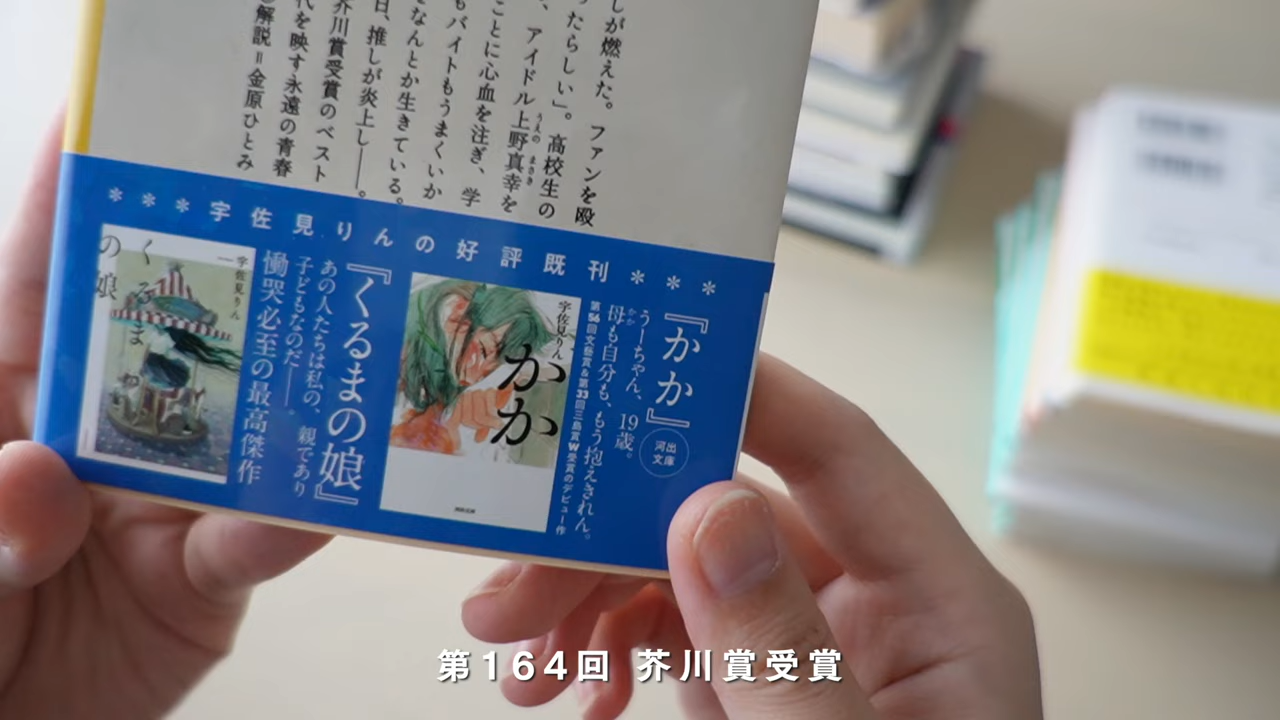 しが燃えた。ファンを殴
ったらしい」。高校生の
、アイドル上野真幸を
うえの まさき
ことに心血を注ぎ、学
もバイトもうまくいか
なんとか生きている。
日、推しが炎上し――。
芥川賞受賞のベスト
代を映す永遠の青春
解説＝金原ひとみ
＊＊＊宇佐見りんの好評既刊＊＊＊
『かか』
河出文庫
うーちゃん、19歳。
母も自分も、もう抱えきれん。
かか
第56回文藝賞&第33回三島賞W受賞のデビュー作
宇佐見りん
かか
『くるまの娘』
あの人たちは私の、親であり
子どもなのだ――
慟哭必至の最高傑作
宇佐見りん
くるま
の娘
第164回 芥川賞受賞